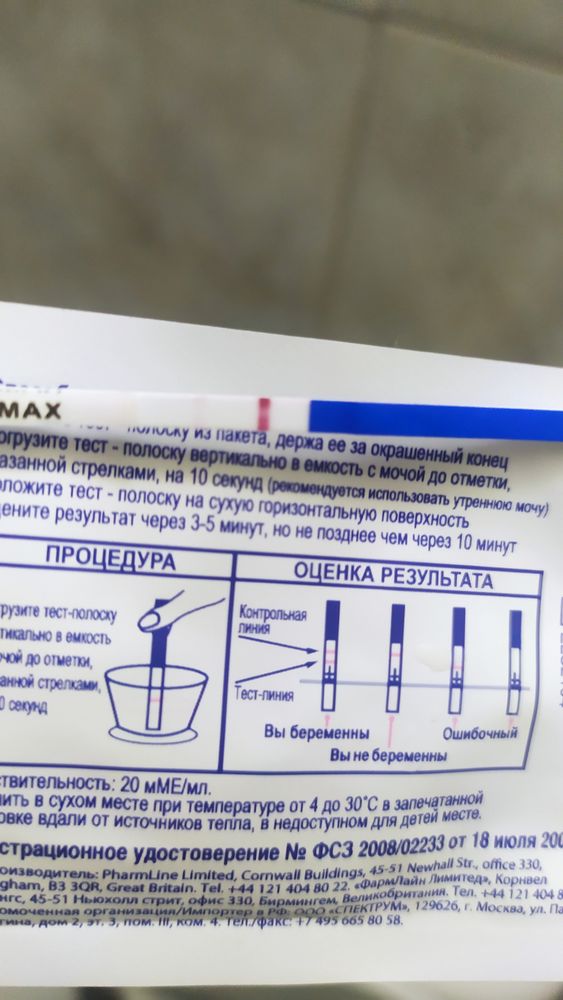 MAX
полоску из пакета, держа ее за окрашенный конец
огрузите тест - полоску вертикально в емкость с мочой до отметки,
азанной стрелками, на 10 секунд (рекомендуется использовать утреннюю мочу)
оложите тест - полоску на сухую горизонтальную поверхность
цените результат через 3-5 минут, но не позднее чем через 10 минут
ПРОЦЕДУРА
грузите тест-полоску
тикально в емкость
очой до отметки,
занной стрелками,
0 секунд
ОЦЕНКА РЕЗУЛЬТАТА
Контрольная
линия
Тест-линия
Вы беременны
Вы не беременны
Ошибочный
ствительность: 20 мМЕ/мл.
нить в сухом месте при температуре от 4 до 30°С в запечатанной
овке вдали от источников тепла, в недоступном для детей месте.
страционное удостоверение № ФСЗ 2008/02233 от 18 июля 200
оизводитель: PharmLine Limited, Cornwall Buildings, 45-51 Newhall Str., office 330,
gham, B3 3QR, Great Britain. Tel. +44 121 404 80 22. «ФармЛайн Лимитед», Корнвел
нгс, 45-51 Ньюхолл стрит, офис 330, Бирмингем, Великобритания. Тел. +44 121 404 8
омоченная организация/Импортер в РФ: ООО «СПЕКТРУМ», 129626, г. Москва, ул. Па
гина, дом 2, эт. 3, пом. III, ком. 4. Тел./факс: +7 495 665 80 58.